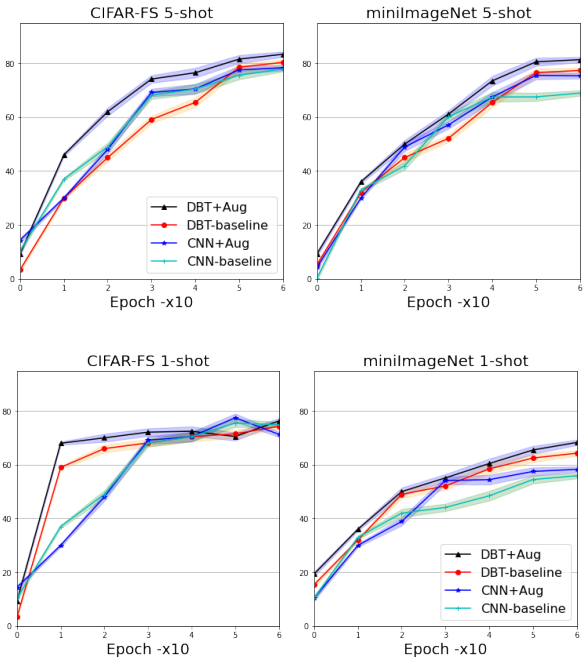 CIFAR-FS 5-shot
80
60
40
20
0
0 1 2 3 4 5 6
Epoch -x10
DBT+Aug
DBT-baseline
CNN+Aug
CNN-baseline
miniImageNet 5-shot
80
60
40
20
0
0 1 2 3 4 5 6
Epoch -x10
CIFAR-FS 1-shot
80
60
40
20
0
0 1 2 3 4 5 6
Epoch -x10
miniImageNet 1-shot
80
60
40
20
0
0 1 2 3 4 5 6
Epoch -x10
DBT+Aug
DBT-baseline
CNN+Aug
CNN-baseline